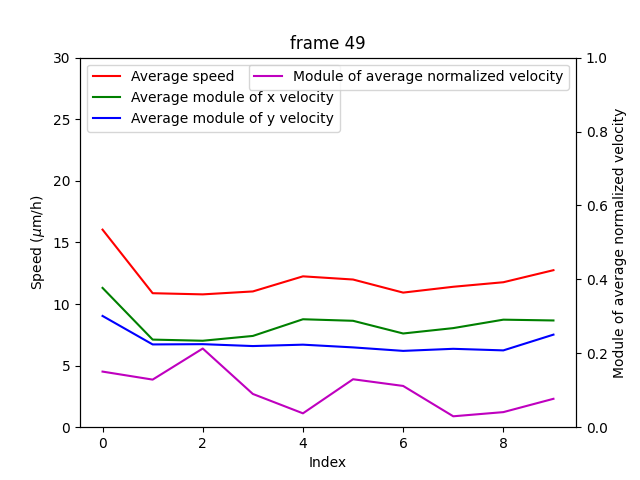 frame 49
Average speed
Average module of x velocity
Average module of y velocity
Module of average normalized velocity
30
25
20
15
10
5
0
Speed (μm/h)
1.0
0.8
0.6
0.4
0.2
0.0
Module of average normalized velocity
0 2 4 6 8
Index